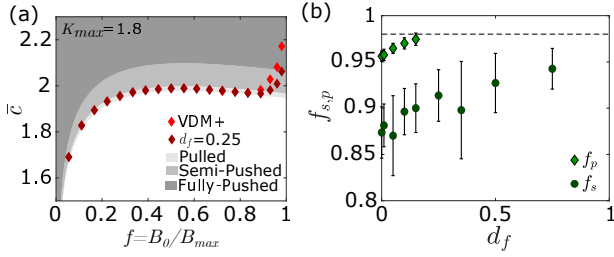 (a)
K_max=1.8
2.2
2
1.8
1.6
c̄
VDM+
d_f=0.25
Pulled
Semi-Pushed
Fully-Pushed
0 0.2 0.4 0.6 0.8 1
f=B_0/B_max
(b)
1
0.95
0.9
0.85
0.8
f_s,p
f_p
f_s
0 0.5 1
d_f